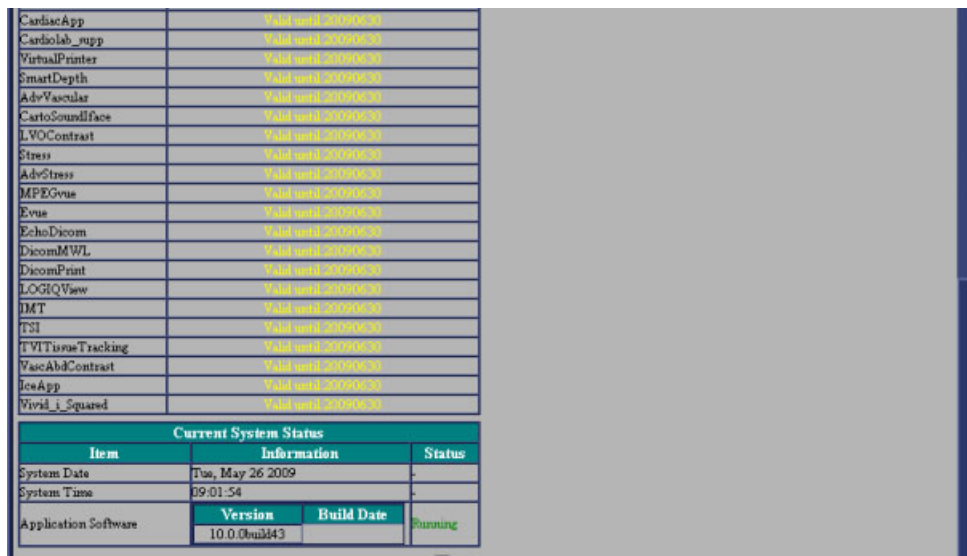 CardiacApp Valid until 20090630
Cardiolab_supp Valid until 20090630
VirtualPrinter Valid until 20090630
SmartDepth Valid until 20090630
AdvVascular Valid until 20090630
CartoSoundIface Valid until 20090630
LVOContrast Valid until 20090630
Stress Valid until 20090630
AdvStress Valid until 20090630
MPEGvue Valid until 20090630
Evue Valid until 20090630
EchoDicom Valid until 20090630
DicomMWL Valid until 20090630
DicomPrint Valid until 20090630
LOGIQView Valid until 20090630
IMT Valid until 20090630
TSI Valid until 20090630
TVITissueTracking Valid until 20090630
VascAbdContrast Valid until 20090630
IceApp Valid until 20090630
Vivid_i_Squared Valid until 20090630
Current System Status
Item Information Status
System Date Tue, May 26 2009 -
System Time 09:01:54 -
Application Software Version Build Date Running
10.0.0build43